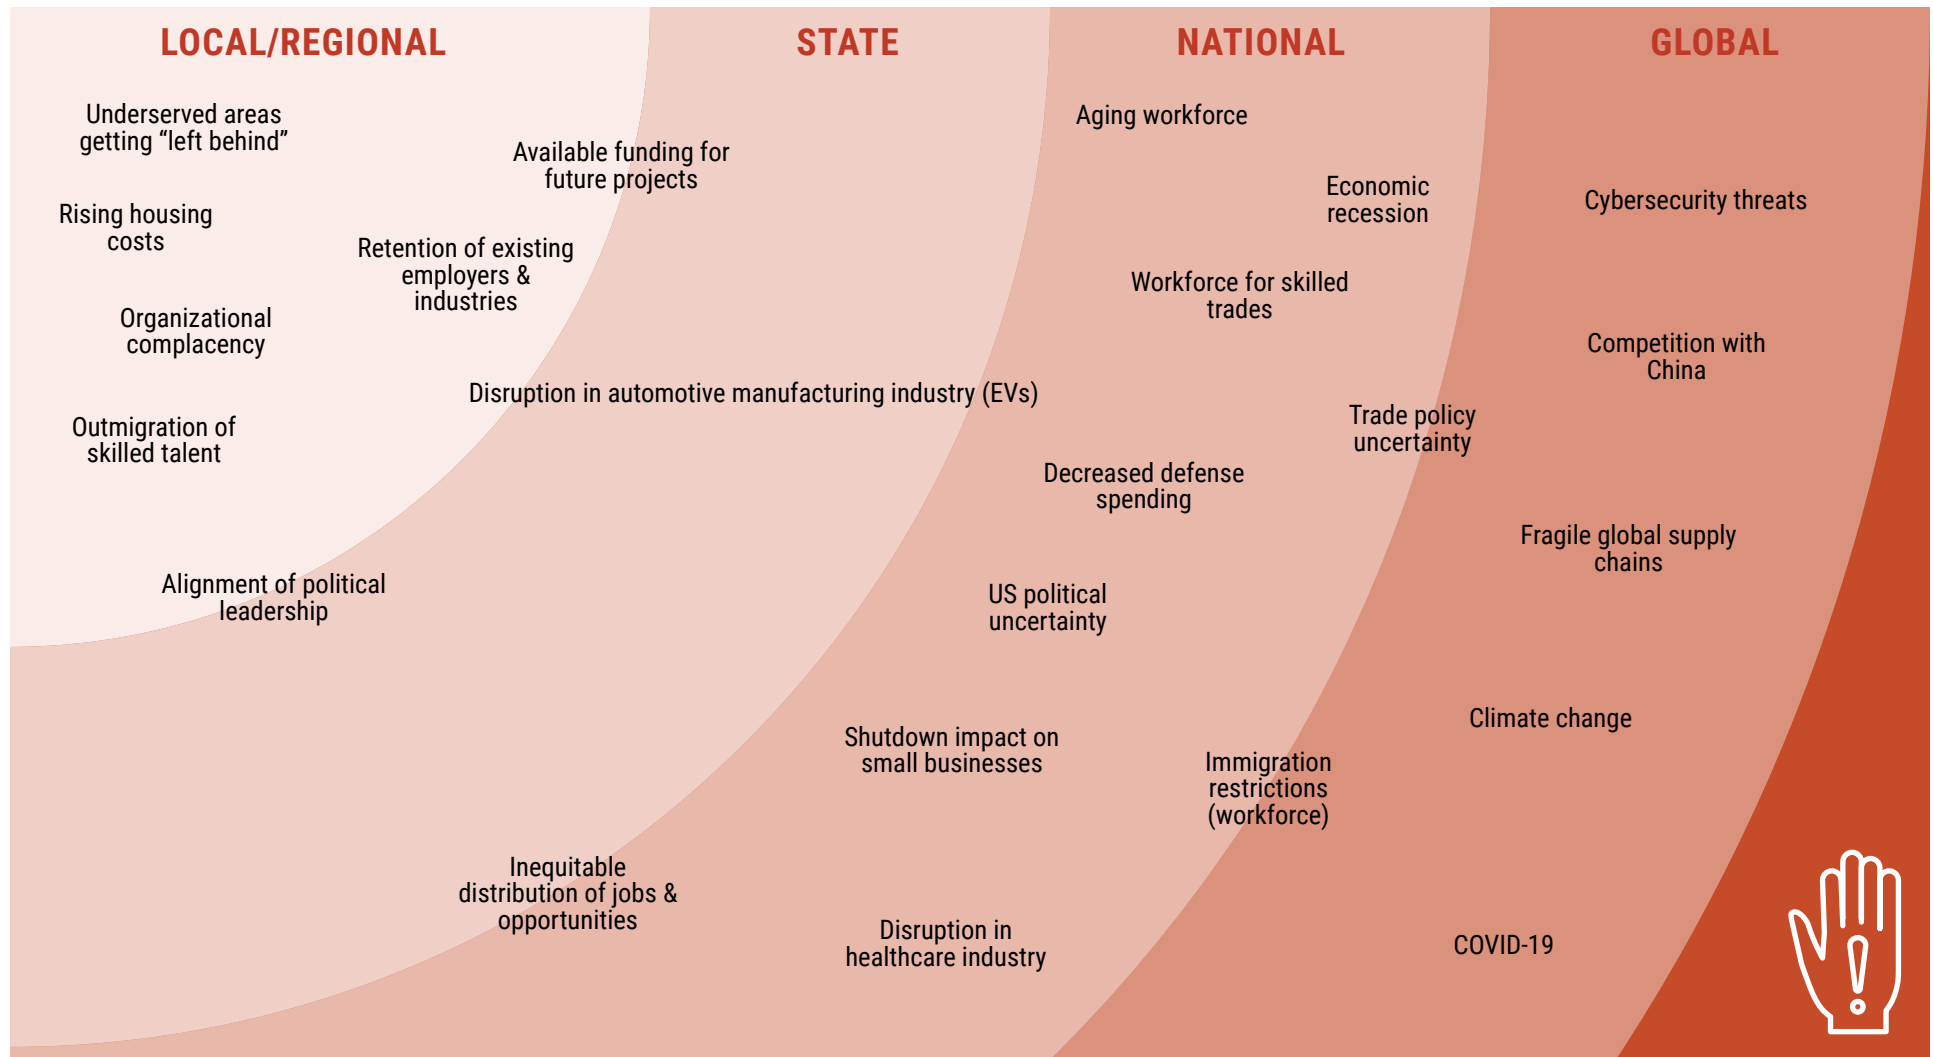 LOCAL/REGIONAL
Underserved areas
getting “left behind”
Rising housing
costs
Organizational
complacency
Outmigration of
skilled talent
Retention of existing
employers &
industries
Available funding for
future projects
Alignment of political
leadership
STATE
Disruption in automotive manufacturing industry (EVs)
Inequitable
distribution of jobs &
opportunities
NATIONAL
Aging workforce
Economic
recession
Workforce for skilled
trades
Trade policy
uncertainty
Decreased defense
spending
US political
uncertainty
Shutdown impact on
small businesses
Immigration
restrictions
(workforce)
Disruption in
healthcare industry
GLOBAL
Cybersecurity threats
Competition with
China
Fragile global supply
chains
Climate change
COVID-19